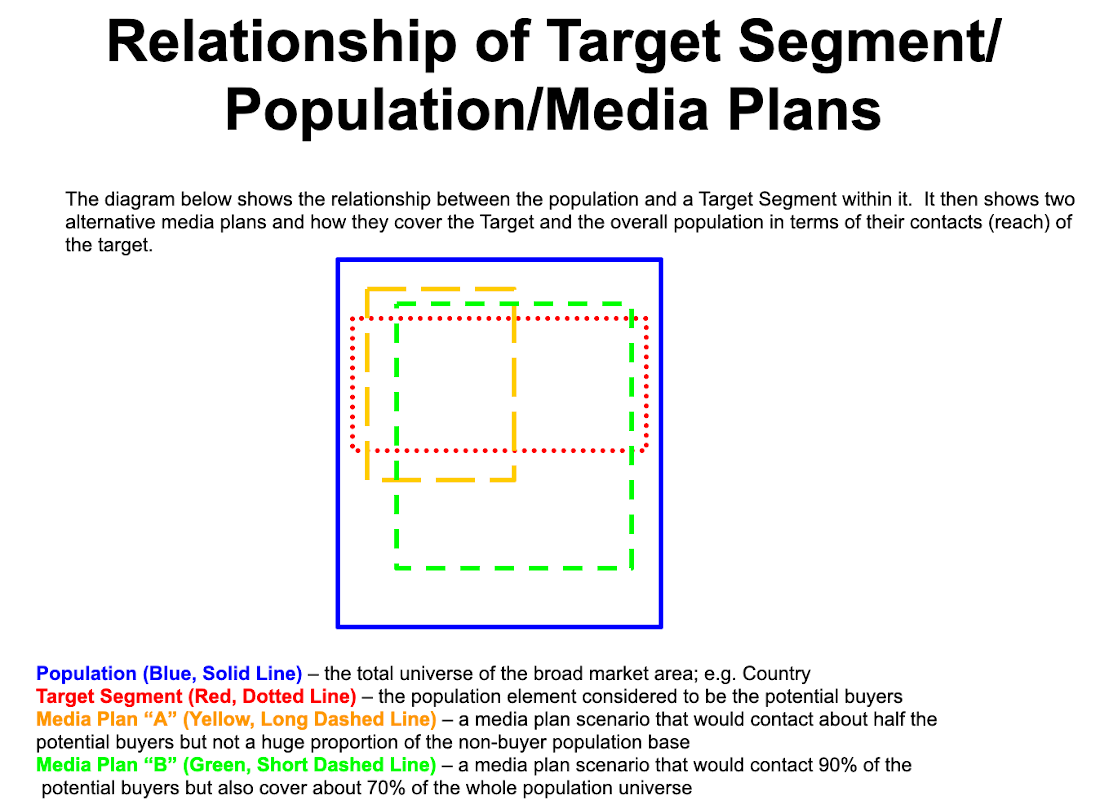 Relationship of Target Segment/
Population/Media Plans
The diagram below shows the relationship between the population and a Target Segment within it.  It then shows two
alternative media plans and how they cover the Target and the overall population in terms of their contacts (reach) of
the target.
Population (Blue, Solid Line) – the total universe of the broad market area; e.g. Country
Target Segment (Red, Dotted Line) – the population element considered to be the potential buyers
Media Plan “A” (Yellow, Long Dashed Line) – a media plan scenario that would contact about half the
potential buyers but not a huge proportion of the non-buyer population base
Media Plan “B” (Green, Short Dashed Line) – a media plan scenario that would contact 90% of the
potential buyers but also cover about 70% of the whole population universe